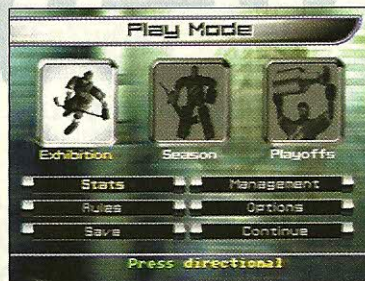 Play Mode
Exhibition Season Playoffs
Stats Management
Rules Options
Save Continue
Press directional